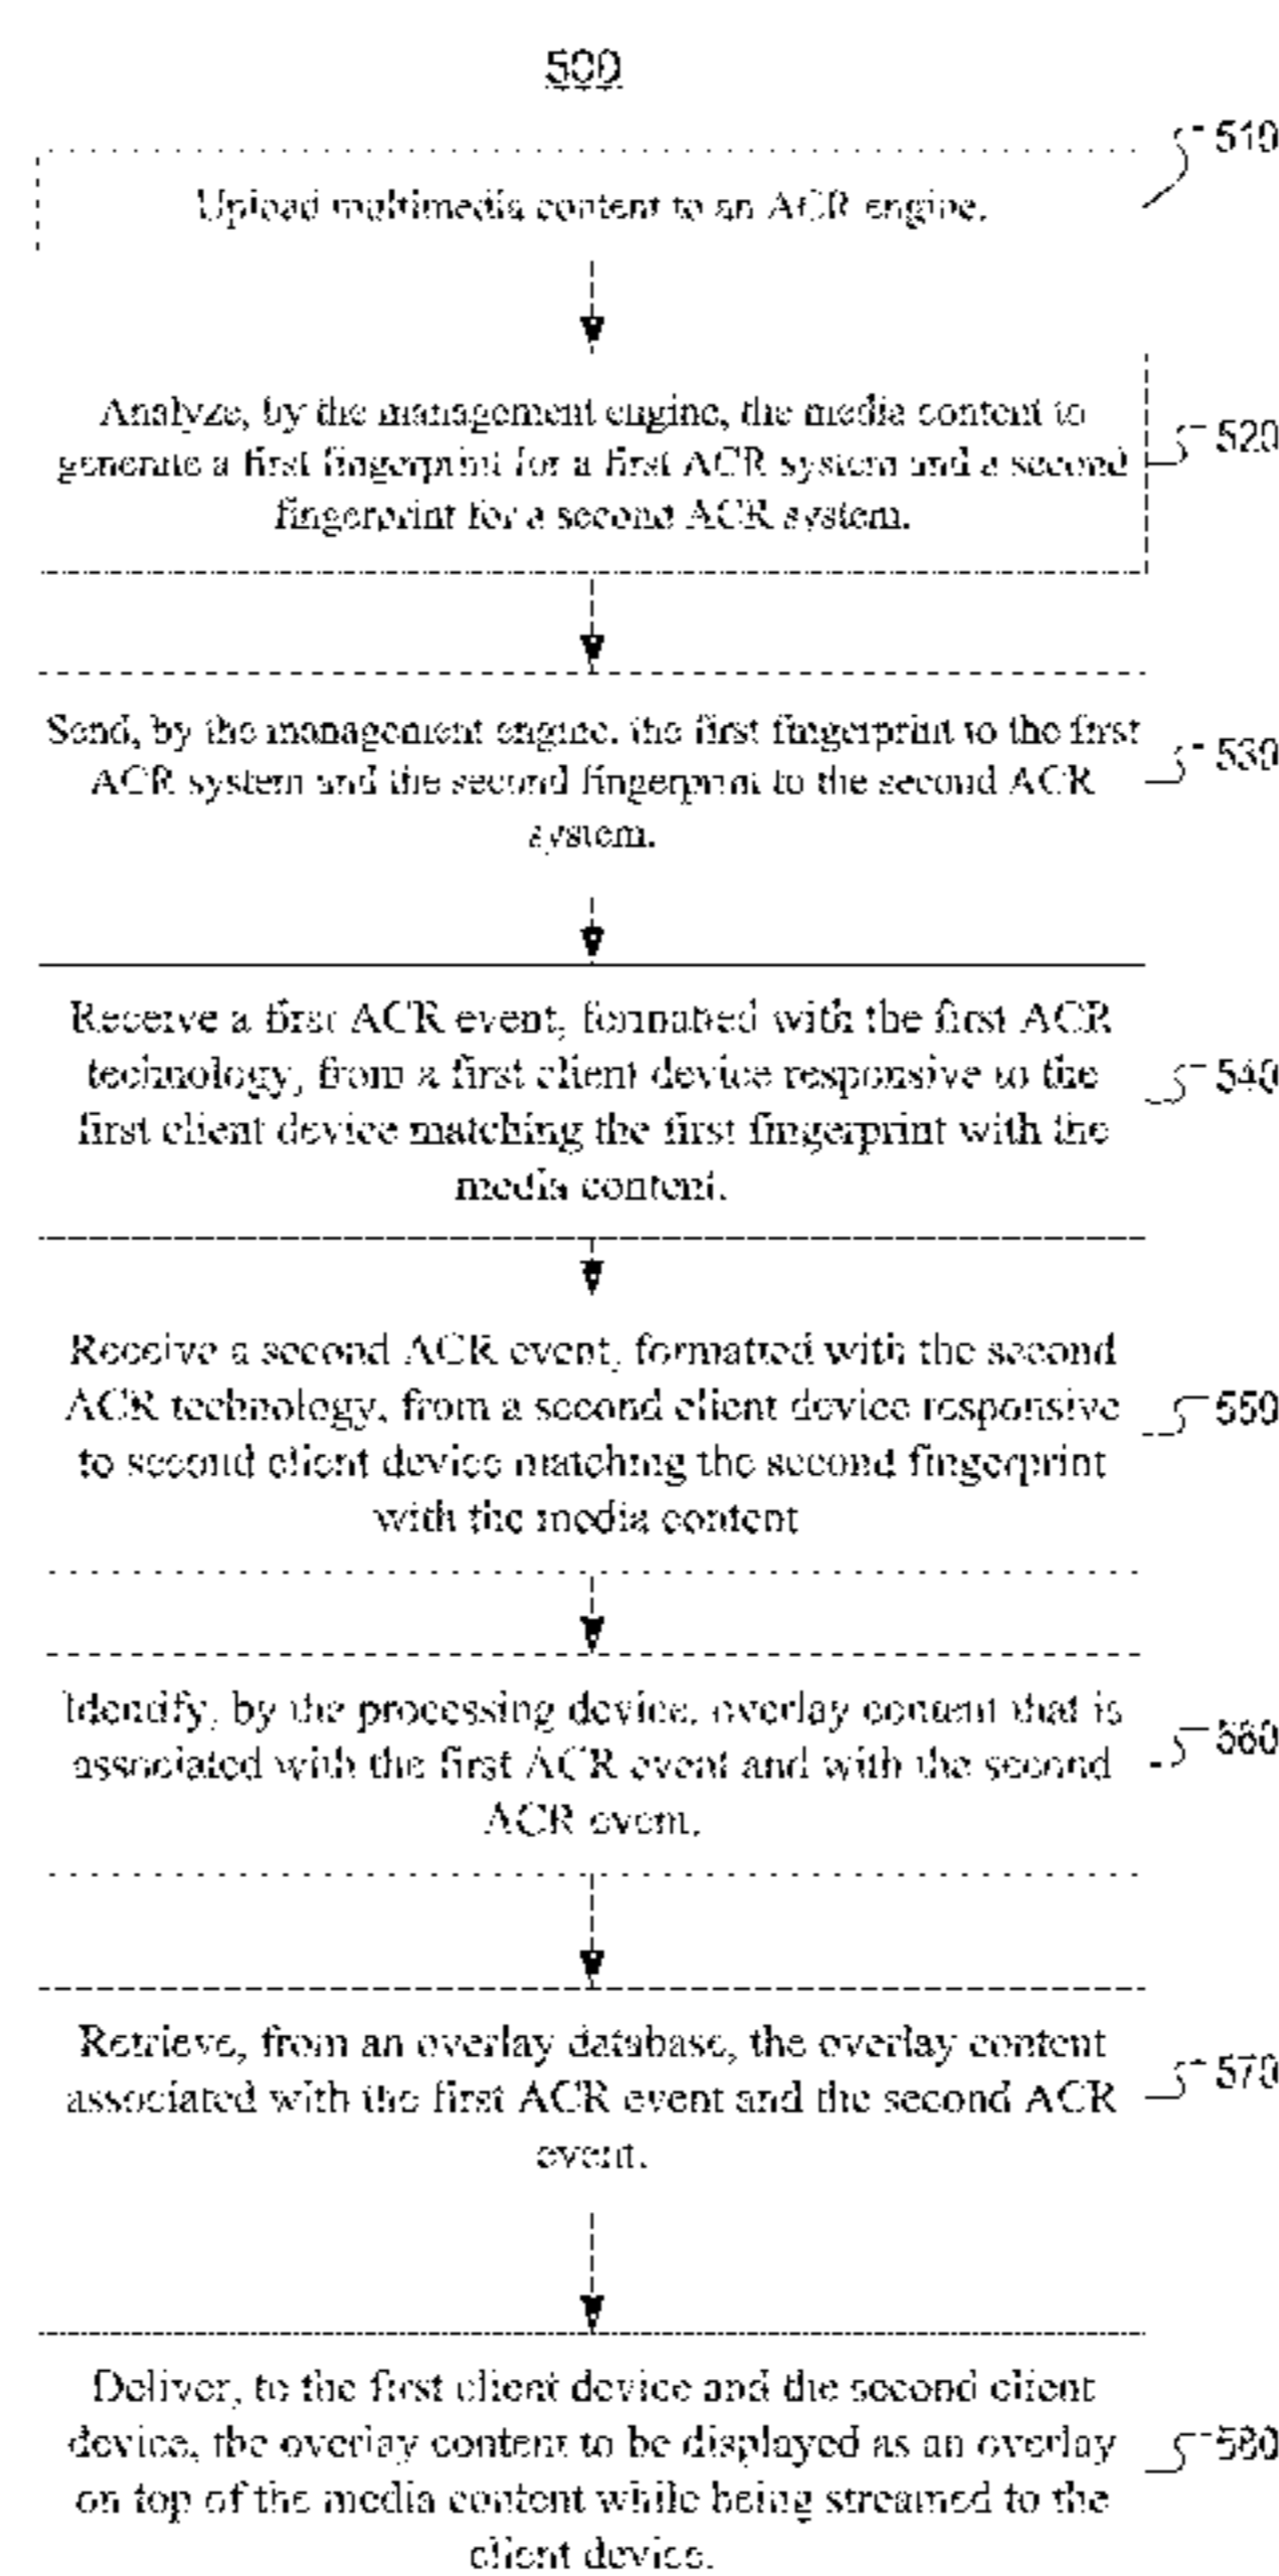 500
510
Upload multimedia content to an ACR engine.
Analyze, by the management engine, the media content to
generate a first fingerprint for a first ACR system and a second
fingerprint for a second ACR system.
520
Send, by the management engine, the first fingerprint to the first
ACR system and the second fingerprint to the second ACR
system.
530
Receive a first ACR event, formatted with the first ACR
technology, from a first client device responsive to the
first client device matching the first fingerprint with the
media content.
540
Receive a second ACR event, formatted with the second
ACR technology, from a second client device responsive
to second client device matching the second fingerprint
with the media content
550
Identify, by the processing device, overlay content that is
associated with the first ACR event and with the second
ACR event.
560
Retrieve, from an overlay database, the overlay content
associated with the first ACR event and the second ACR
event.
570
Deliver, to the first client device and the second client
device, the overlay content to be displayed as an overlay
on top of the media content while being streamed to the
client device.
580